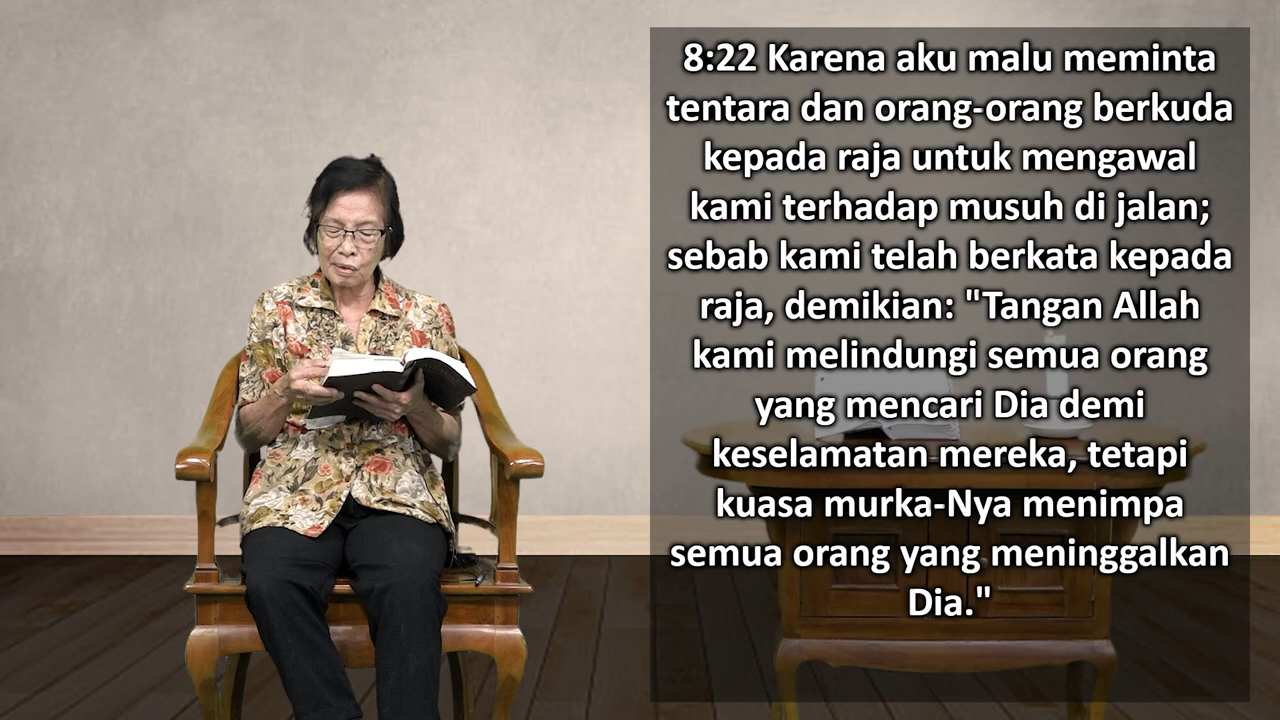 8:22 Karena aku malu meminta
tentara dan orang-orang berkuda
kepada raja untuk mengawal
kami terhadap musuh di jalan;
sebab kami telah berkata kepada
raja, demikian: "Tangan Allah
kami melindungi semua orang
yang mencari Dia demi
keselamatan mereka, tetapi
kuasa murka-Nya menimpa
semua orang yang meninggalkan
Dia."